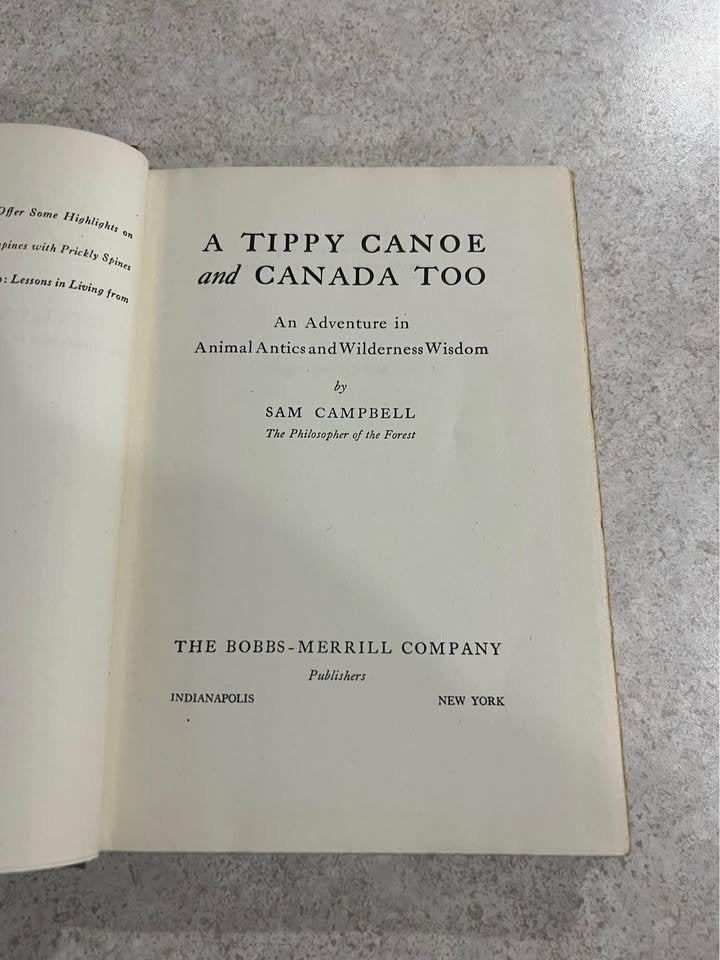 Offer Some Highlights on
pines with Prickly Spines
: Lessons in Living from
A TIPPY CANOE
and CANADA TOO
An Adventure in
Animal Antics and Wilderness Wisdom
by
SAM CAMPBELL
The Philosopher of the Forest
THE BOBBS-MERRILL COMPANY
Publishers
INDIANAPOLIS NEW YORK